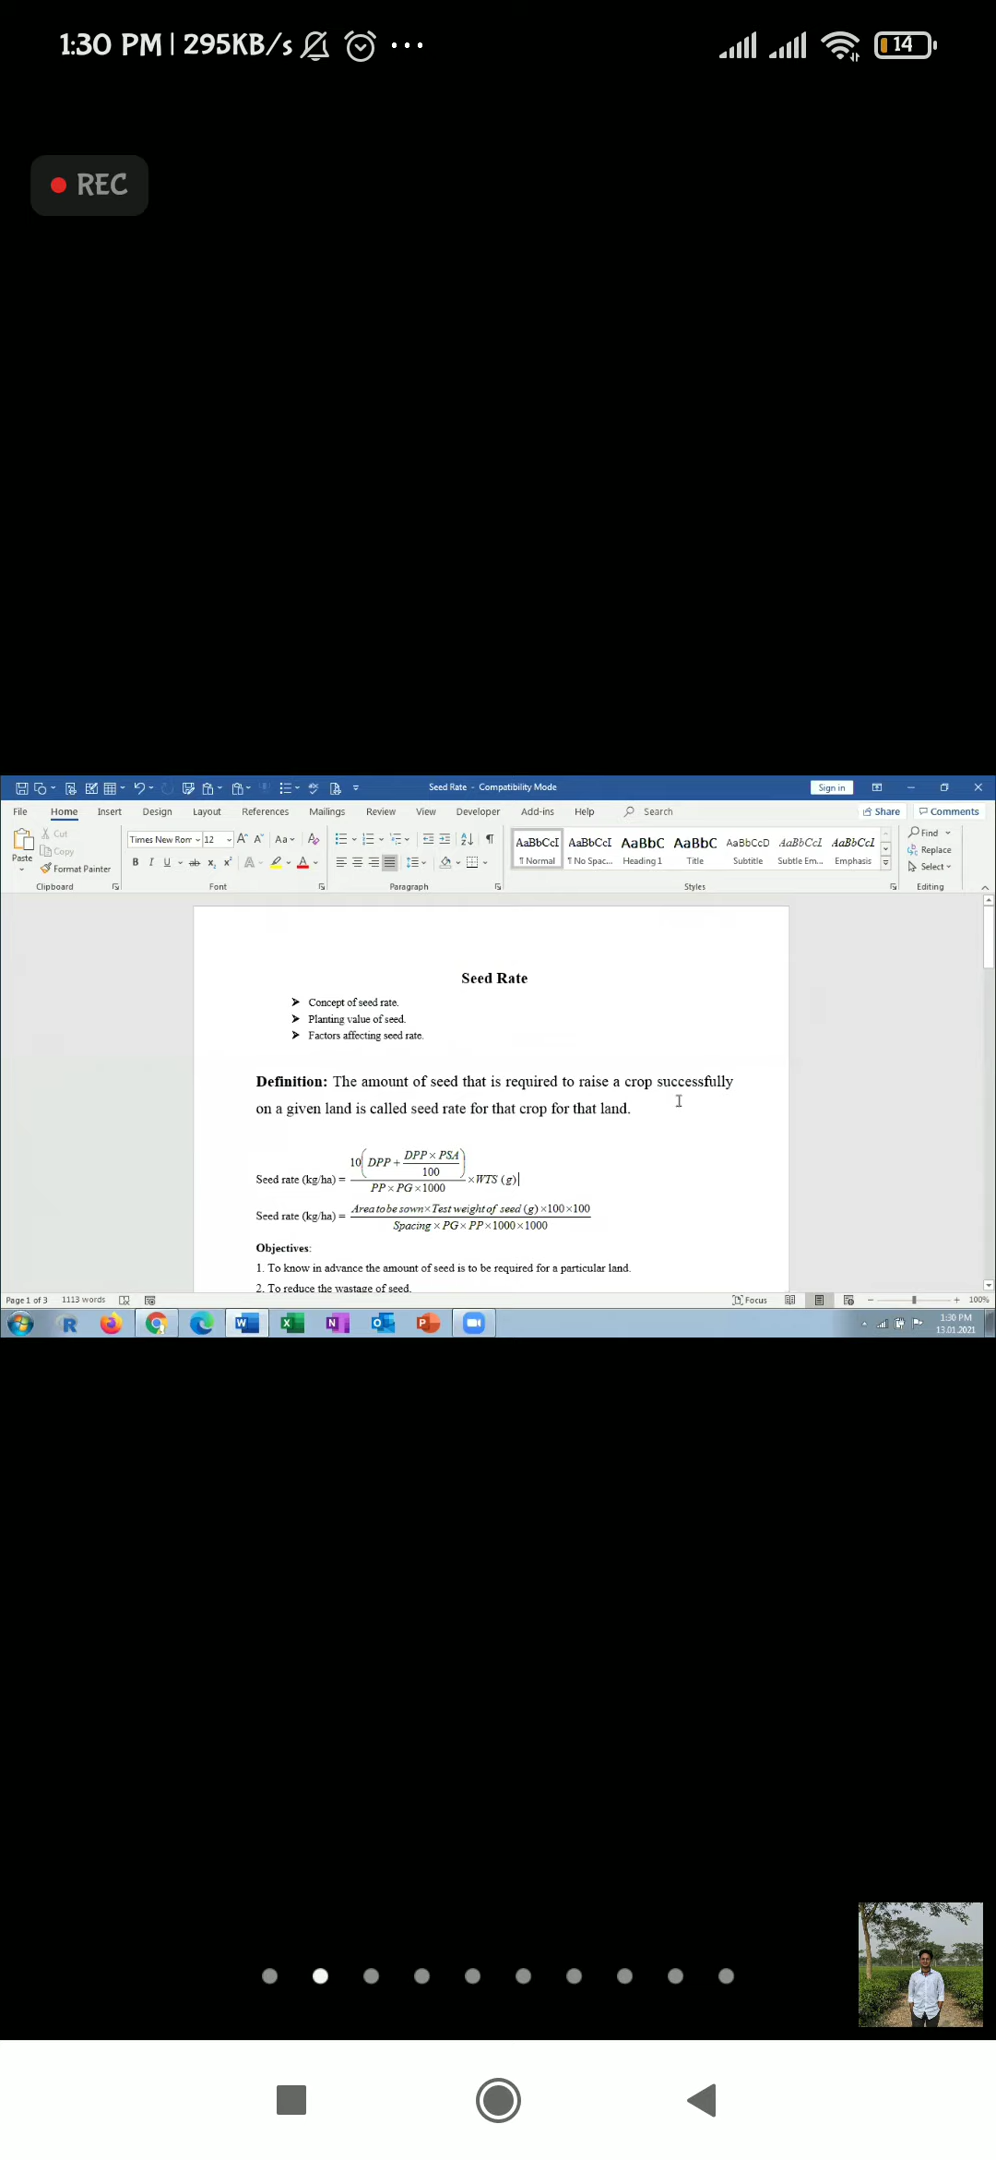 1:30 PM | 295KB/s ... 14
REC
Seed Rate - Compatibility Mode Sign in
File Home Insert Design Layout References Mailings Review View Developer Add-ins Help Search Share Comments
Paste Cut Copy Format Painter
Times New Rom 12
AaBbCcI AaBbCcI AaBbC AaBbC AaBbCcD AaBbCcI AaBbCcI
¶ Normal ¶ No Spac... Heading 1 Title Subtitle Subtle Em... Emphasis
Find Replace Select
Clipboard Font Paragraph Styles Editing
Seed Rate
➤ Concept of seed rate.
➤ Planting value of seed.
➤ Factors affecting seed rate.
Definition: The amount of seed that is required to raise a crop successfully
on a given land is called seed rate for that crop for that land.
Seed rate (kg/ha) = 10(DPP + DPP × PSA / 100) / PP × PG × 1000 × WTS (g)
Seed rate (kg/ha) = Area to be sown × Test weight of seed (g) × 100 × 100 / Spacing × PG × PP × 1000 × 1000
Objectives:
1. To know in advance the amount of seed is to be required for a particular land.
2. To reduce the wastage of seed.
Page 1 of 3 1113 words Focus 100%
1:30 PM
13.01.2021